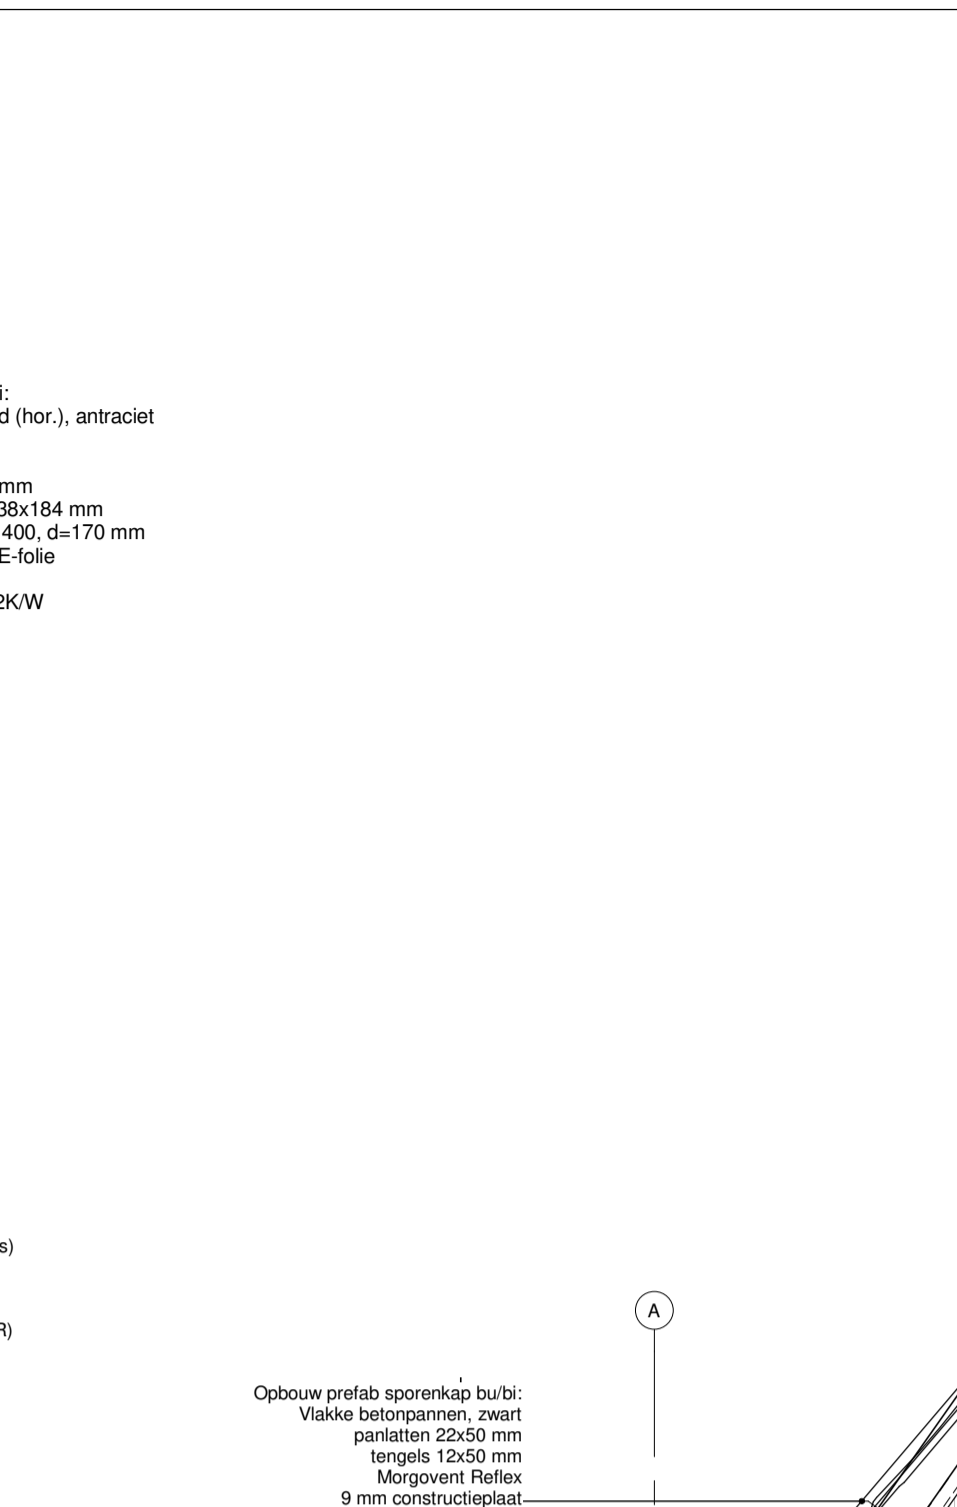 i:
d (hor.), antraciet
mm
38x184 mm
400, d=170 mm
E-folie
2K/W
s)
R)
A
Opbouw prefab sporenkap bu/bi:
Vlakke betonpannen, zwart
panlatten 22x50 mm
tengels 12x50 mm
Morgovent Reflex
9 mm constructieplaat